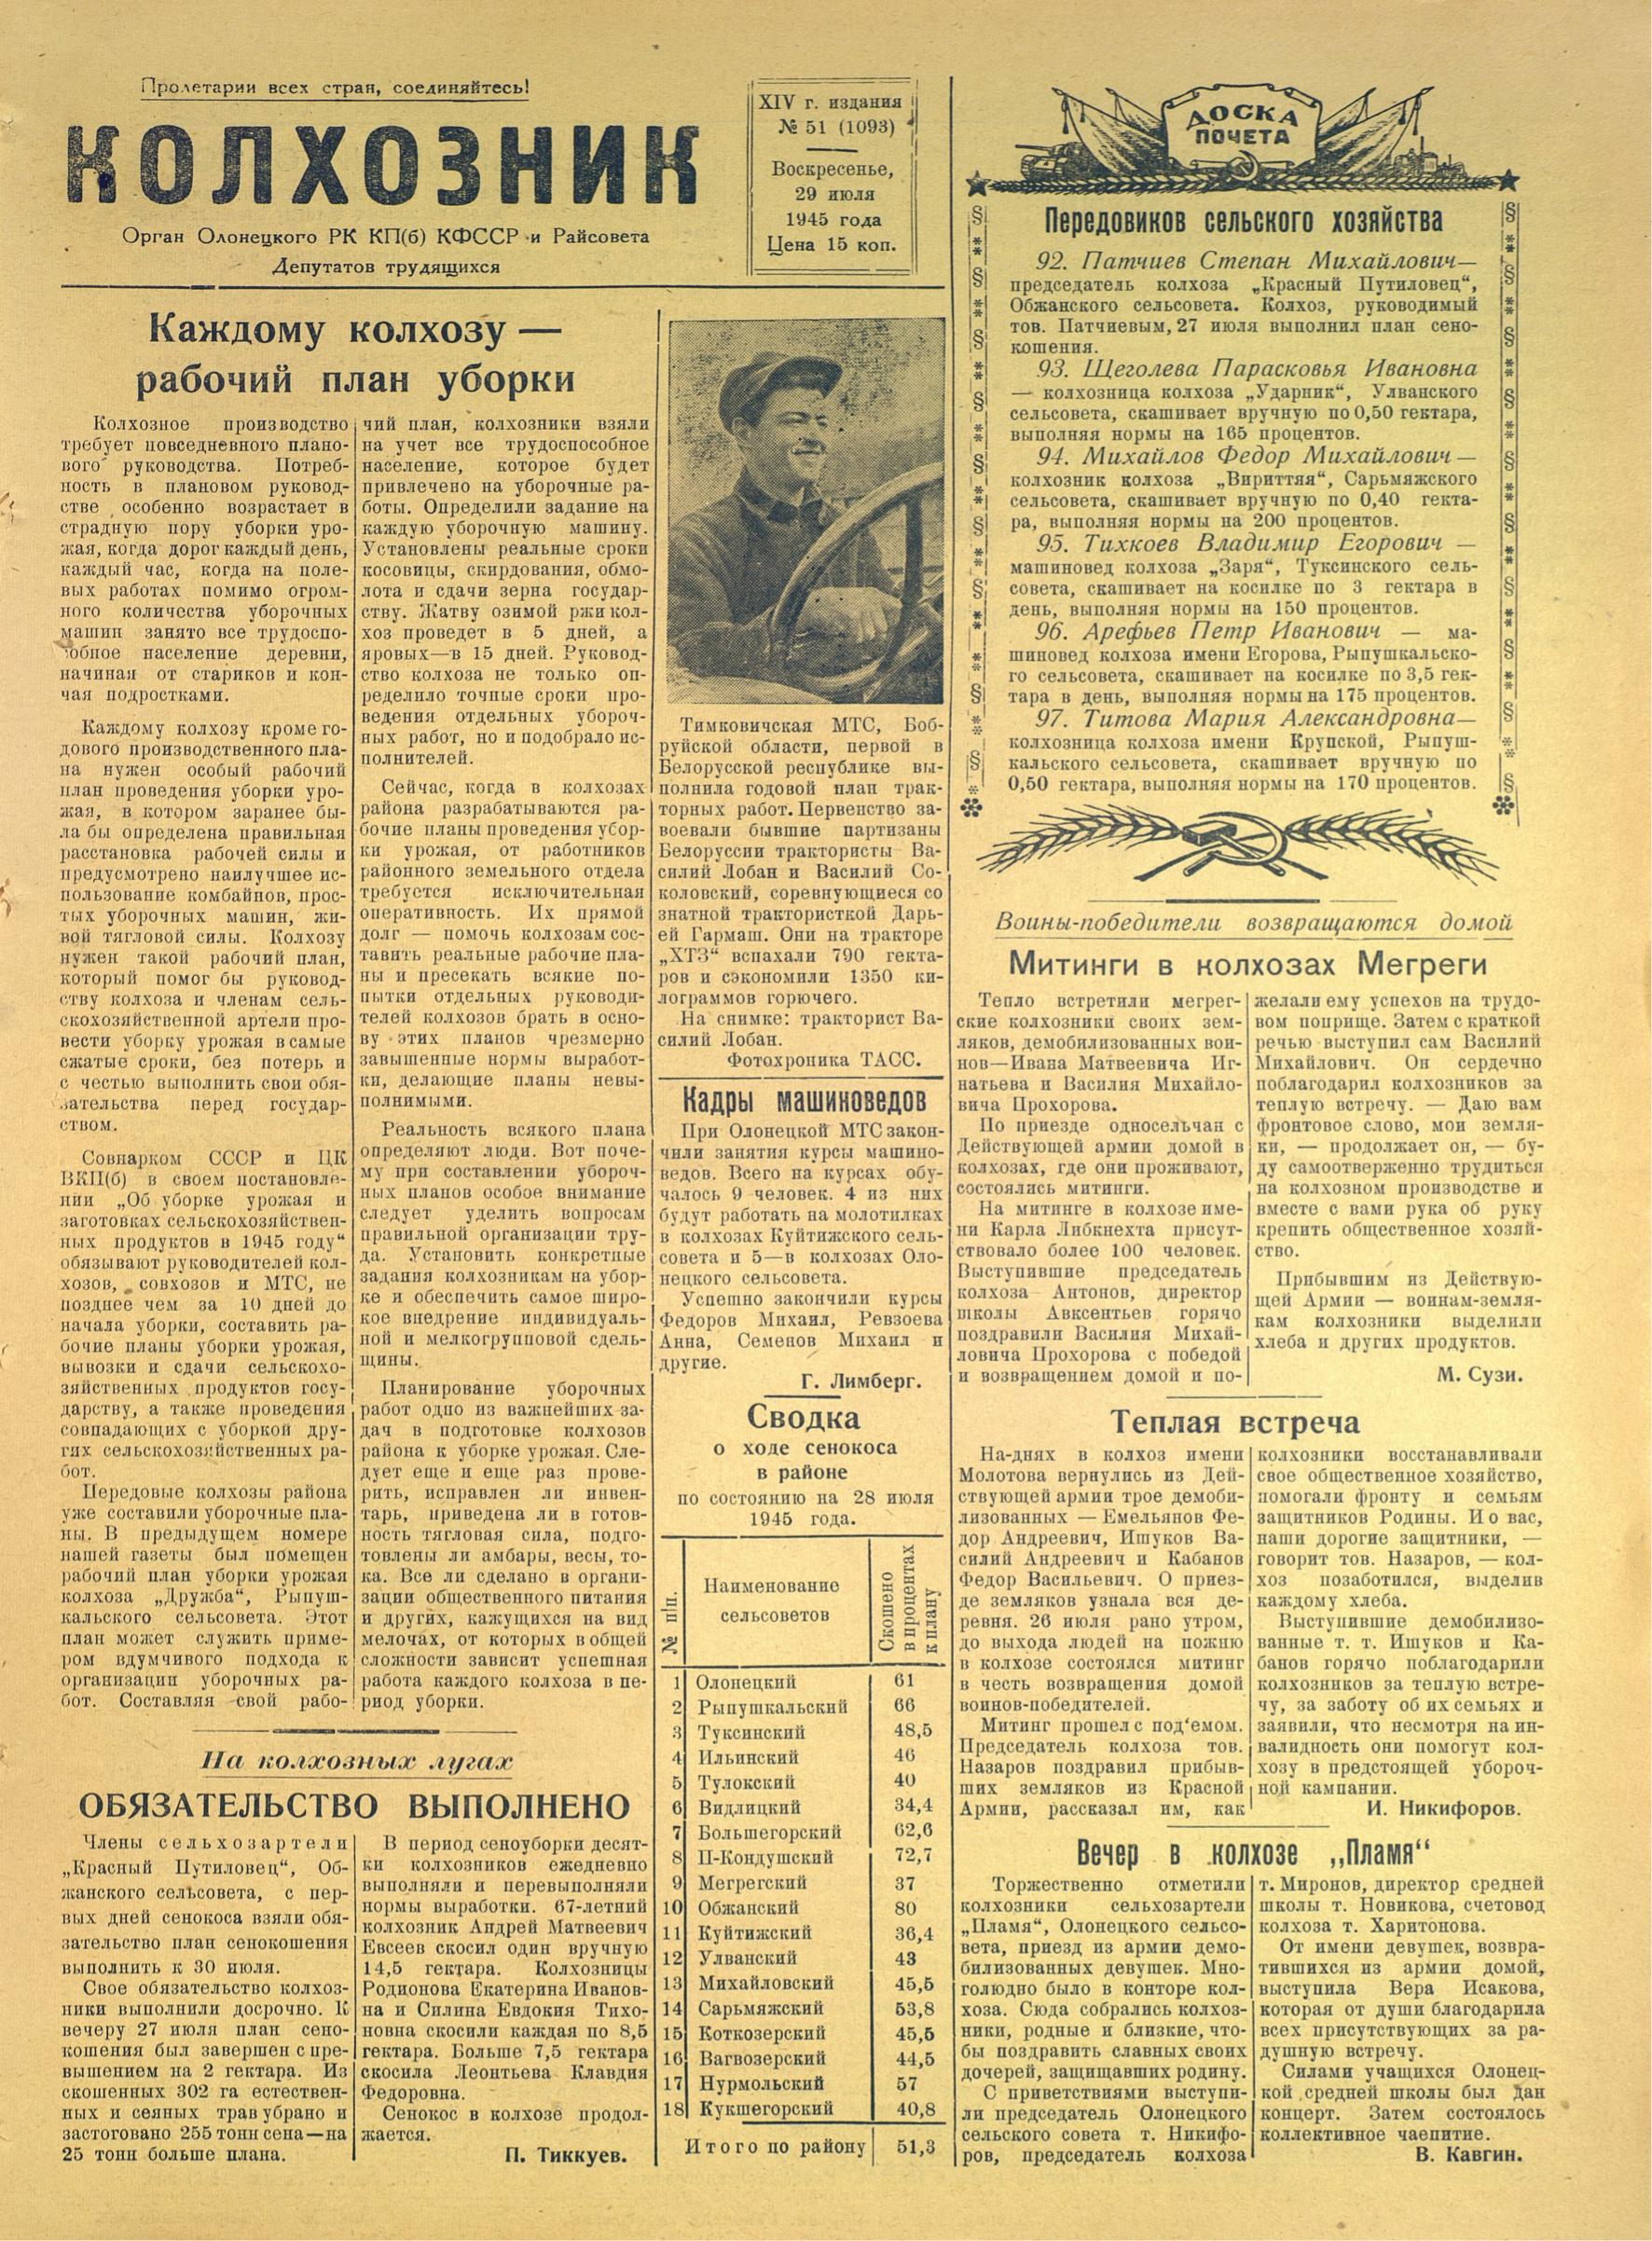 Пролетарии всех стран, соединяйтесь!
КОЛХОЗНИК
Орган Олонецкого РК КП(б) КФССР и Райсовета
Депутатов трудящихся
XIV г. издания
№ 51 (1093)
Воскресенье,
29 июля
1945 года
Цена 15 коп.
Каждому колхозу —
рабочий план уборки
Колхозное производство
требует повседневного плано-
вого руководства. Потреб-
ность в плановом руковод-
стве особенно возрастает в
страдную пору уборки уро-
жая, когда дорог каждый день,
каждый час, когда на поле-
вых работах помимо огром-
ного количества уборочных
машин занято все трудоспо-
собное население деревни,
начиная от стариков и кон-
чая подростками.
Каждому колхозу кроме го-
дового производственного пла-
на нужен особый рабочий
план проведения уборки уро-
жая, в котором заранее бы-
ла бы определена правильная
расстановка рабочей силы и
предусмотрено наилучшее ис-
пользование комбайнов, прос-
тых уборочных машин, жи-
вой тягловой силы. Колхозу
нужен такой рабочий план,
который помог бы руковод-
ству колхоза и членам сель-
скохозяйственной артели про-
вести уборку урожая в самые
сжатые сроки, без потерь и
с честью выполнить свои обя-
зательства перед государ-
ством.
Совнарком СССР и ЦК
ВКП(б) в своем постановле-
нии „Об уборке урожая и
заготовках сельскохозяйствен-
ных продуктов в 1945 году“
обязывают руководителей кол-
хозов, совхозов и МТС, не
позднее чем за 10 дней до
начала уборки, составить ра-
бочие планы уборки урожая,
вывозки и сдачи сельскохо-
зяйственных продуктов госу-
дарству, а также проведения
совпадающих с уборкой дру-
гих сельскохозяйственных ра-
бот.
Передовые колхозы района
уже составили уборочные пла-
ны. В предыдущем номере
нашей газеты был помещен
рабочий план уборки урожая
колхоза „Дружба“, Рыпуш-
кальского сельсовета. Этот
план может служить приме-
ром вдумчивого подхода к
организации уборочных ра-
бот. Составляя свой рабо-
чий план, колхозники взяли
на учет все трудоспособное
население, которое будет
привлечено на уборочные ра-
боты. Определили задание на
каждую уборочную машину.
Установлены реальные сроки
косовицы, скирдования, обмо-
лота и сдачи зерна государ-
ству. Жатву озимой ржи кол-
хоз проведет в 5 дней, а
яровых—в 15 дней. Руковод-
ство колхоза не только оп-
ределило точные сроки про-
ведения отдельных убороч-
ных работ, но и подобрало ис-
полнителей.
Сейчас, когда в колхозах
района разрабатываются ра-
бочие планы проведения убор-
ки урожая, от работников
районного земельного отдела
требуется исключительная
оперативность. Их прямой
долг — помочь колхозам сос-
тавить реальные рабочие пла-
ны и пресекать всякие по-
пытки отдельных руководи-
телей колхозов брать в осно-
ву этих планов чрезмерно
завышенные нормы выработ-
ки, делающие планы невы-
полнимыми.
Реальность всякого плана
определяют люди. Вот поче-
му при составлении убороч-
ных планов особое внимание
следует уделить вопросам
правильной организации тру-
да. Установить конкретные
задания колхозникам на убор-
ке и обеспечить самое широ-
кое внедрение индивидуаль-
ной и мелкогрупповой сдель-
щины.
Планирование уборочных
работ одно из важнейших за-
дач в подготовке колхозов
района к уборке урожая. Сле-
дует еще и еще раз прове-
рить, исправлен ли инвен-
тарь, приведена ли в готов-
ность тягловая сила, подго-
товлены ли амбары, весы, то-
ка. Все ли сделано в органи-
зации общественного питания
и других, кажущихся на вид
мелочах, от которых в общей
сложности зависит успешная
работа каждого колхоза в пе-
риод уборки.
На колхозных лугах
ОБЯЗАТЕЛЬСТВО ВЫПОЛНЕНО
Члены сельхозартели
„Красный Путиловец“, Об-
жанского сельсовета, с пер-
вых дней сенокоса взяли обя-
зательство план сенокошения
выполнить к 30 июля.
Свое обязательство колхоз-
ники выполнили досрочно. К
вечеру 27 июля план сено-
кошения был завершен с пре-
вышением на 2 гектара. Из
скошенных 302 га естествен-
ных и сеяных трав убрано и
застоговано 255 тонн сена—на
25 тонн больше плана.
В период сеноуборки десят-
ки колхозников ежедневно
выполняли и перевыполняли
нормы выработки. 67-летний
колхозник Андрей Матвеевич
Евсеев скосил один вручную
14,5 гектара. Колхозницы
Родионова Екатерина Иванов-
на и Силина Евдокия Тихо-
новна скосили каждая по 8,5
гектара. Больше 7,5 гектара
скосила Леонтьева Клавдия
Федоровна.
Сенокос в колхозе продол-
жается.
П. Тиккуев.
Тимковичская МТС, Боб-
руйской области, первой в
Белорусской республике вы-
полнила годовой план трак-
торных работ. Первенство за-
воевали бывшие партизаны
Белоруссии трактористы Ва-
силий Лобан и Василий Со-
коловский, соревнующиеся со
знатной трактористкой Дарь-
ей Гармаш. Они на тракторе
„ХТЗ“ вспахали 790 гекта-
ров и сэкономили 1350 ки-
лограммов горючего.
На снимке: тракторист Ва-
силий Лобан.
Фотохроника ТАСС.
Кадры машиноведов
При Олонецкой МТС закон-
чили занятия курсы машино-
ведов. Всего на курсах обу-
чалось 9 человек. 4 из них
будут работать на молотилках
в колхозах Куйтижского сель-
совета и 5—в колхозах Оло-
нецкого сельсовета.
Успешно закончили курсы
Федоров Михаил, Ревзоева
Анна, Семенов Михаил и
другие.
Г. Лимберг.
Сводка
о ходе сенокоса
в районе
по состоянию на 28 июля
1945 года.
№ п/п.
Наименование
сельсоветов
Скошено
в процентах
к плану
1 Олонецкий 61
2 Рыпушкальский 66
3 Туксинский 48,5
4 Ильинский 46
5 Тулокский 40
6 Видлицкий 34,4
7 Большегорский 62,6
8 П-Кондушский 72,7
9 Мегрегский 37
10 Обжанский 80
11 Куйтижский 36,4
12 Улванский 43
13 Михайловский 45,5
14 Сарьмяжский 53,8
15 Коткозерский 45,5
16 Вагвозерский 44,5
17 Нурмольский 57
18 Кукшегорский 40,8
Итого по району 51,3
ДОСКА
ПОЧЕТА
Передовиков сельского хозяйства
92. Патчиев Степан Михайлович—
председатель колхоза „Красный Путиловец“,
Обжанского сельсовета. Колхоз, руководимый
тов. Патчиевым, 27 июля выполнил план сено-
кошения.
93. Щеголева Парасковья Ивановна
— колхозница колхоза „Ударник“, Улванского
сельсовета, скашивает вручную по 0,50 гектара,
выполняя нормы на 165 процентов.
94. Михайлов Федор Михайлович —
колхозник колхоза „Вириттяя“, Сарьмяжского
сельсовета, скашивает вручную по 0,40 гекта-
ра, выполняя нормы на 200 процентов.
95. Тихкоев Владимир Егорович —
машиновед колхоза „Заря“, Туксинского сель-
совета, скашивает на косилке по 3 гектара в
день, выполняя нормы на 150 процентов.
96. Арефьев Петр Иванович — ма-
шиновед колхоза имени Егорова, Рыпушкальско-
го сельсовета, скашивает на косилке по 3,5 гек-
тара в день, выполняя нормы на 175 процентов.
97. Титова Мария Александровна—
колхозница колхоза имени Крупской, Рыпуш-
кальского сельсовета, скашивает вручную по
0,50 гектара, выполняя нормы на 170 процентов.
Воины-победители возвращаются домой
Митинги в колхозах Мегреги
Тепло встретили мегрег-
ские колхозники своих зем-
ляков, демобилизованных вои-
нов—Ивана Матвеевича Иг-
натьева и Василия Михайло-
вича Прохорова.
По приезде односельчан с
Действующей армии домой в
колхозах, где они проживают,
состоялись митинги.
На митинге в колхозе име-
ни Карла Либкнехта присут-
ствовало более 100 человек.
Выступившие председатель
колхоза Антонов, директор
школы Авксентьев горячо
поздравили Василия Михай-
ловича Прохорова с победой
и возвращением домой и по-
желали ему успехов на трудо-
вом поприще. Затем с краткой
речью выступил сам Василий
Михайлович. Он сердечно
поблагодарил колхозников за
теплую встречу. — Даю вам
фронтовое слово, мои земля-
ки, — продолжает он, — бу-
ду самоотверженно трудиться
на колхозном производстве и
вместе с вами рука об руку
крепить общественное хозяй-
ство.
Прибывшим из Действую-
щей Армии — воинам-земля-
кам колхозники выделили
хлеба и других продуктов.
М. Сузи.
Теплая встреча
На-днях в колхоз имени
Молотова вернулись из Дей-
ствующей армии трое демоби-
лизованных — Емельянов Фе-
дор Андреевич, Ишуков Ва-
силий Андреевич и Кабанов
Федор Васильевич. О приез-
де земляков узнала вся де-
ревня. 26 июля рано утром,
до выхода людей на пожню
в колхозе состоялся митинг
в честь возвращения домой
воинов-победителей.
Митинг прошел с под‘емом.
Председатель колхоза тов.
Назаров поздравил прибыв-
ших земляков из Красной
Армии, рассказал им, как
колхозники восстанавливали
свое общественное хозяйство,
помогали фронту и семьям
защитников Родины. И о вас,
наши дорогие защитники, —
говорит тов. Назаров, — кол-
хоз позаботился, выделив
каждому хлеба.
Выступившие демобилизо-
ванные т. т. Ишуков и Ка-
банов горячо поблагодарили
колхозников за теплую встре-
чу, за заботу об их семьях и
заявили, что несмотря на ин-
валидность они помогут кол-
хозу в предстоящей убороч-
ной кампании.
И. Никифоров.
Вечер в колхозе „Пламя“
Торжественно отметили
колхозники сельхозартели
„Пламя“, Олонецкого сельсо-
вета, приезд из армии демо-
билизованных девушек. Мно-
голюдно было в конторе кол-
хоза. Сюда собрались колхоз-
ники, родные и близкие, что-
бы поздравить славных своих
дочерей, защищавших родину.
С приветствиями выступи-
ли председатель Олонецкого
сельского совета т. Никифо-
ров, председатель колхоза
т. Миронов, директор средней
школы т. Новикова, счетовод
колхоза т. Харитонова.
От имени девушек, возвра-
тившихся из армии домой,
выступила Вера Исакова,
которая от души благодарила
всех присутствующих за ра-
душную встречу.
Силами учащихся Олонец-
кой средней школы был дан
концерт. Затем состоялось
коллективное чаепитие.
В. Кавгин.